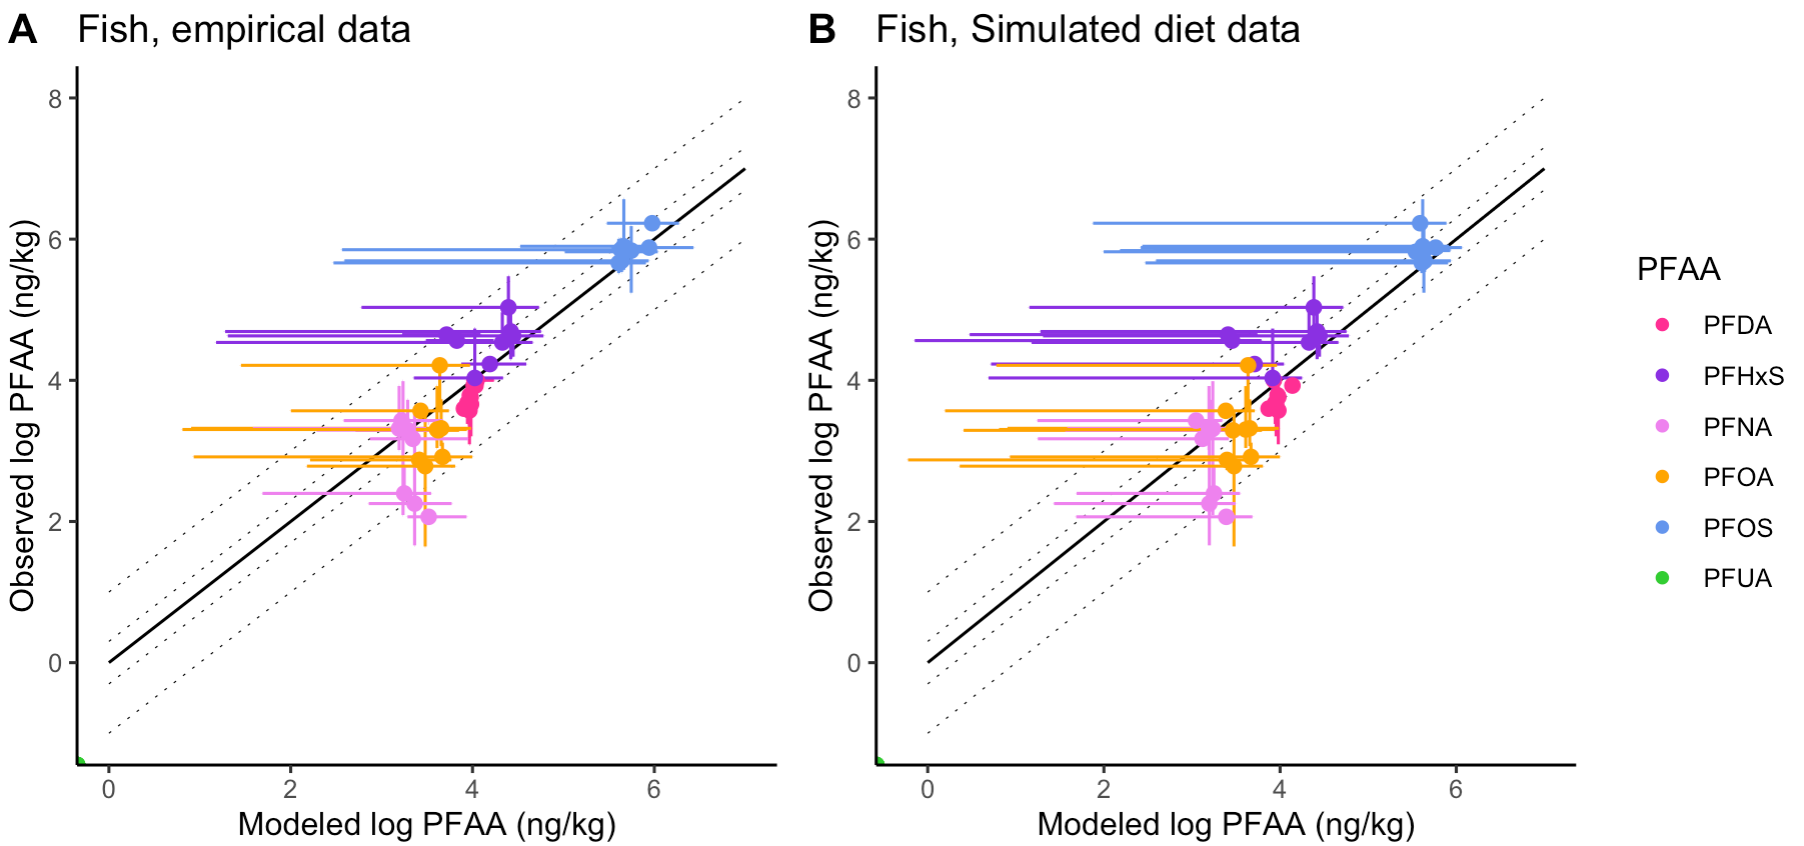 A Fish, empirical data
8
6
4
2
0
0 2 4 6
Observed log PFAA (ng/kg)
Modeled log PFAA (ng/kg)
B Fish, Simulated diet data
8
6
4
2
0
0 2 4 6
Observed log PFAA (ng/kg)
Modeled log PFAA (ng/kg)
PFAA
PFDA
PFHxS
PFNA
PFOA
PFOS
PFUA